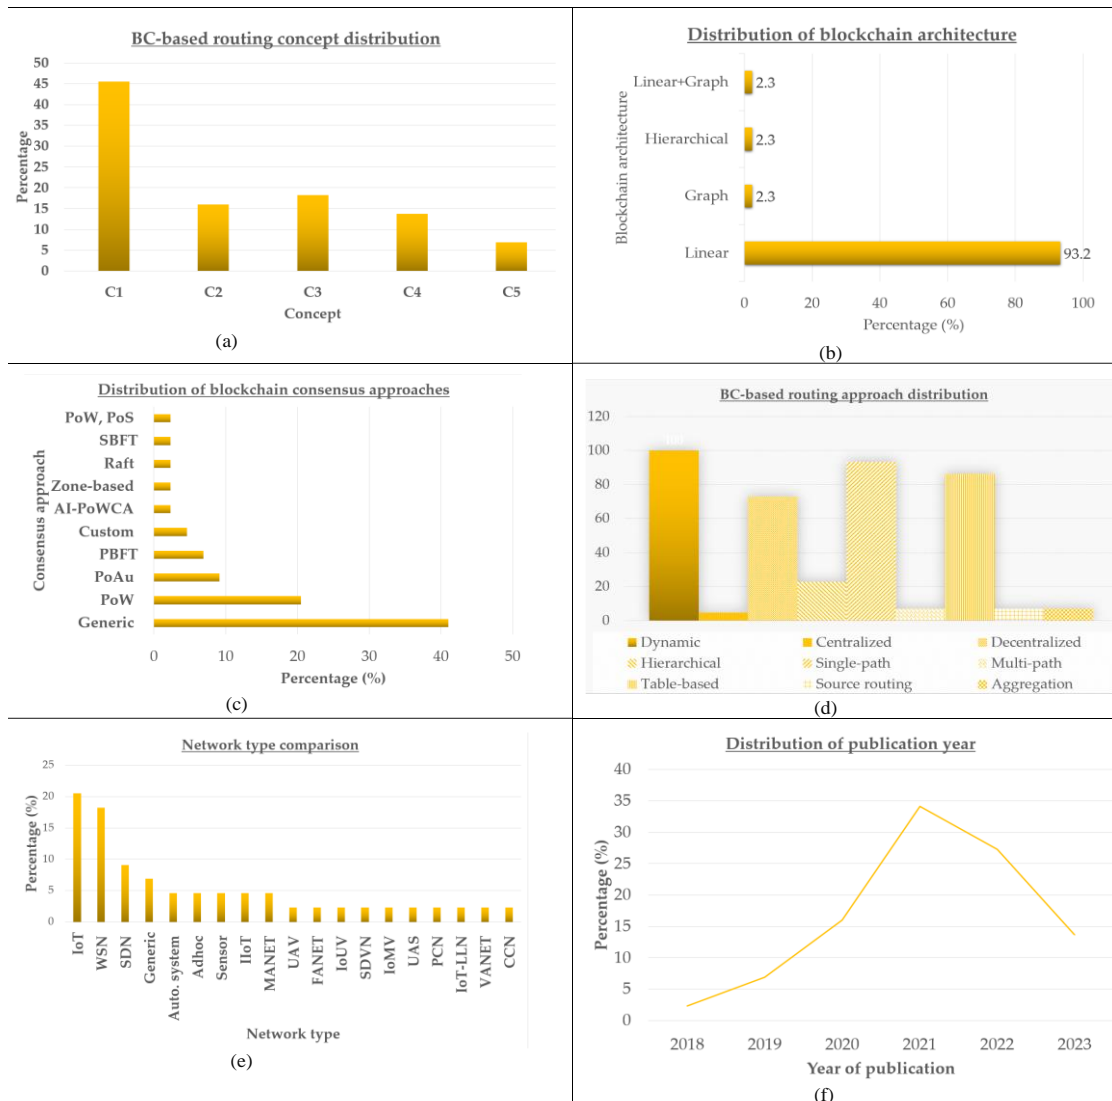 BC-based routing concept distribution
50
45
40
35
30
25
20
15
10
5
0
Percentage
C1 C2 C3 C4 C5
Concept
(a)
Distribution of blockchain architecture
Blockchain architecture
Linear+Graph 2.3
Hierarchical 2.3
Graph 2.3
Linear 93.2
0 20 40 60 80 100
Percentage (%)
(b)
Distribution of blockchain consensus approaches
Consensus approach
PoW, PoS
SBFT
Raft
Zone-based
AI-PoWCA
Custom
PBFT
PoAu
PoW
Generic
0 10 20 30 40 50
Percentage (%)
(c)
BC-based routing approach distribution
120
100
80
60
40
20
0
Dynamic Centralized Decentralized
Hierarchical Single-path Multi-path
Table-based Source routing Aggregation
(d)
Network type comparison
25
20
15
10
5
0
Percentage (%)
IoT
WSN
SDN
Generic
Auto. system
Adhoc
Sensor
IIoT
MANET
UAV
FANET
IoUV
SDVN
IoMV
UAS
PCN
IoT-LLN
VANET
CCN
Network type
(e)
Distribution of publication year
40
35
30
25
20
15
10
5
0
Percentage (%)
2018 2019 2020 2021 2022 2023
Year of publication
(f)